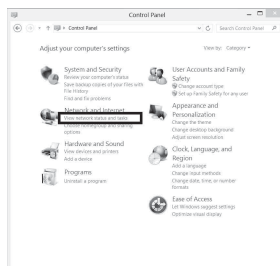 Control Panel
Control Panel
Search Control Panel
Adjust your computer's settings
View by: Category
System and Security
Review your computer's status
Save backup copies of your files with
File History
Find and fix problems
Network and Internet
View network status and tasks
Choose homegroup and sharing
options
Hardware and Sound
View devices and printers
Add a device
Programs
Uninstall a program
User Accounts and Family
Safety
Change account type
Set up Family Safety for any user
Appearance and
Personalization
Change the theme
Change desktop background
Adjust screen resolution
Clock, Language, and
Region
Add a language
Change input methods
Change date, time, or number
formats
Ease of Access
Let Windows suggest settings
Optimize visual display